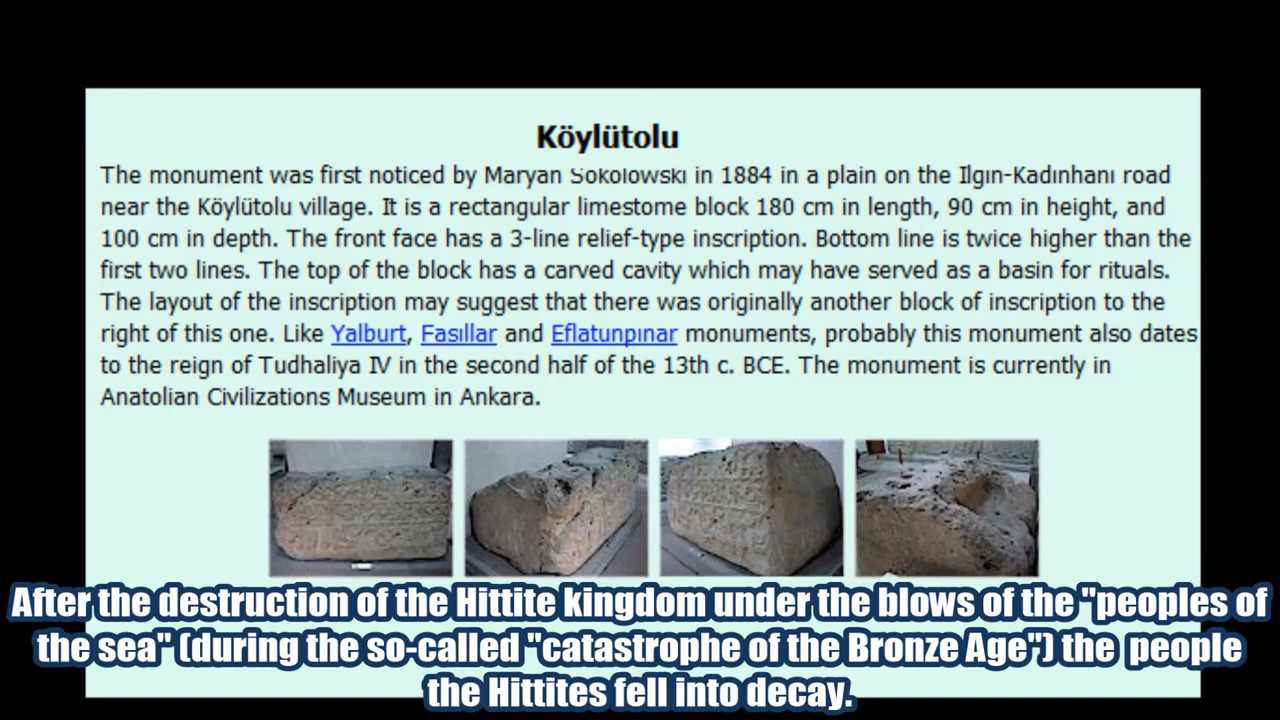 Köylütolu
The monument was first noticed by Maryan Sokolowski in 1884 in a plain on the Ilgın-Kadınhanı road
near the Köylütolu village. It is a rectangular limestome block 180 cm in length, 90 cm in height, and
100 cm in depth. The front face has a 3-line relief-type inscription. Bottom line is twice higher than the
first two lines. The top of the block has a carved cavity which may have served as a basin for rituals.
The layout of the inscription may suggest that there was originally another block of inscription to the
right of this one. Like Yalburt, Fasıllar and Eflatunpınar monuments, probably this monument also dates
to the reign of Tudhaliya IV in the second half of the 13th c. BCE. The monument is currently in
Anatolian Civilizations Museum in Ankara.
After the destruction of the Hittite kingdom under the blows of the "peoples of
the sea" (during the so-called "catastrophe of the Bronze Age") the people
the Hittites fell into decay.